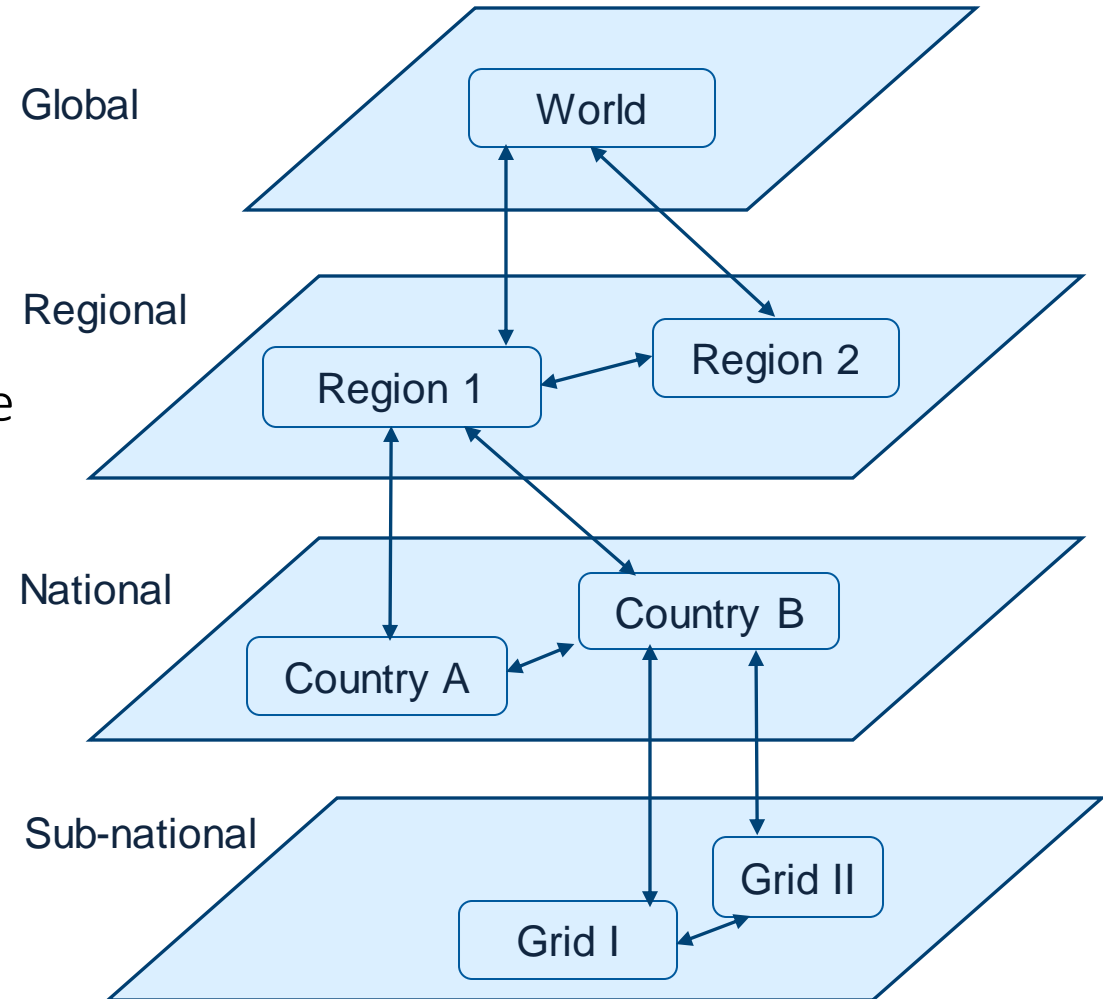 Global
World
Regional
Region 2
Region 1
e
National
Country B
Country A
Sub-national
Grid II
Grid I